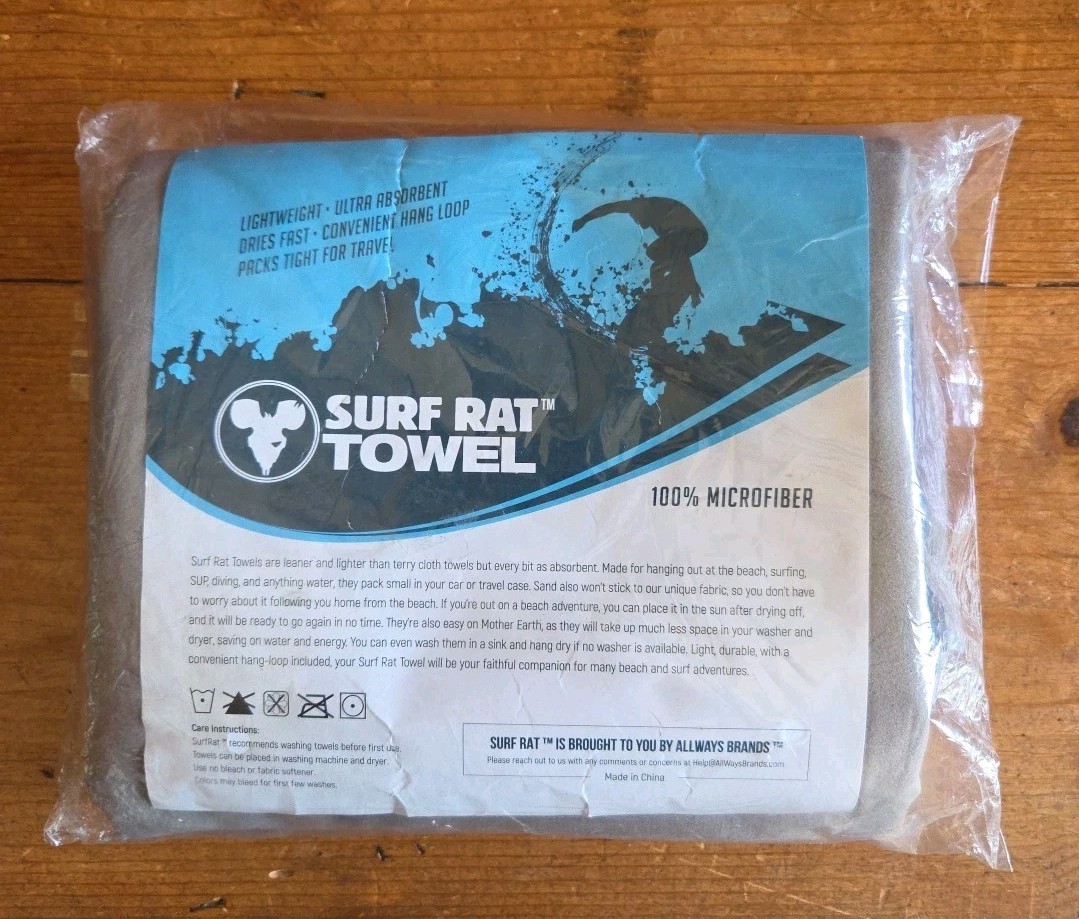 LIGHTWEIGHT • ULTRA ABSORBENT
DRIES FAST • CONVENIENT HANG LOOP
PACKS TIGHT FOR TRAVEL
SURF RAT™
TOWEL
100% MICROFIBER
Surf Rat Towels are leaner and lighter than terry cloth towels but every bit as absorbent. Made for hanging out at the beach, surfing,
SUP, diving, and anything water, they pack small in your car or travel case. Sand also won't stick to our unique fabric, so you don't have
to worry about it following you home from the beach. If you're out on a beach adventure, you can place it in the sun after drying off,
and it will be ready to go again in no time. They're also easy on Mother Earth, as they will take up much less space in your washer and
dryer, saving on water and energy. You can even wash them in a sink and hang dry if no washer is available. Light, durable, with a
convenient hang-loop included, your Surf Rat Towel will be your faithful companion for many beach and surf adventures.
Care Instructions:
SurfRat™ recommends washing towels before first use.
Towels can be placed in washing machine and dryer.
Use no bleach or fabric softener.
Colors may bleed for first few washes.
SURF RAT™ IS BROUGHT TO YOU BY ALLWAYS BRANDS™
Please reach out to us with any comments or concerns at Help@AllWaysBrands.com
Made in China